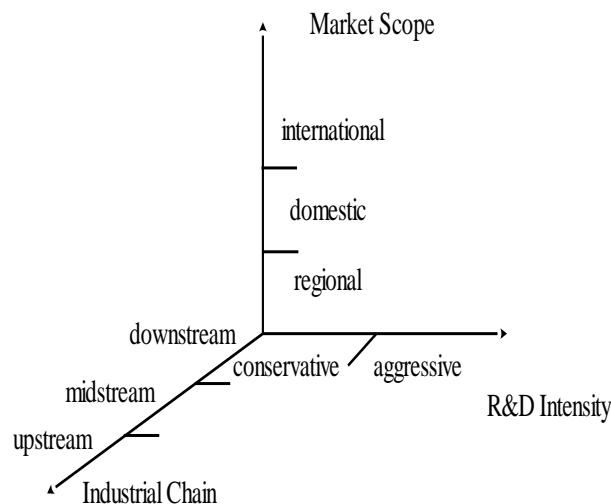 Market Scope
international
domestic
regional
downstream
conservative aggressive
midstream
R&D Intensity
upstream
Industrial Chain